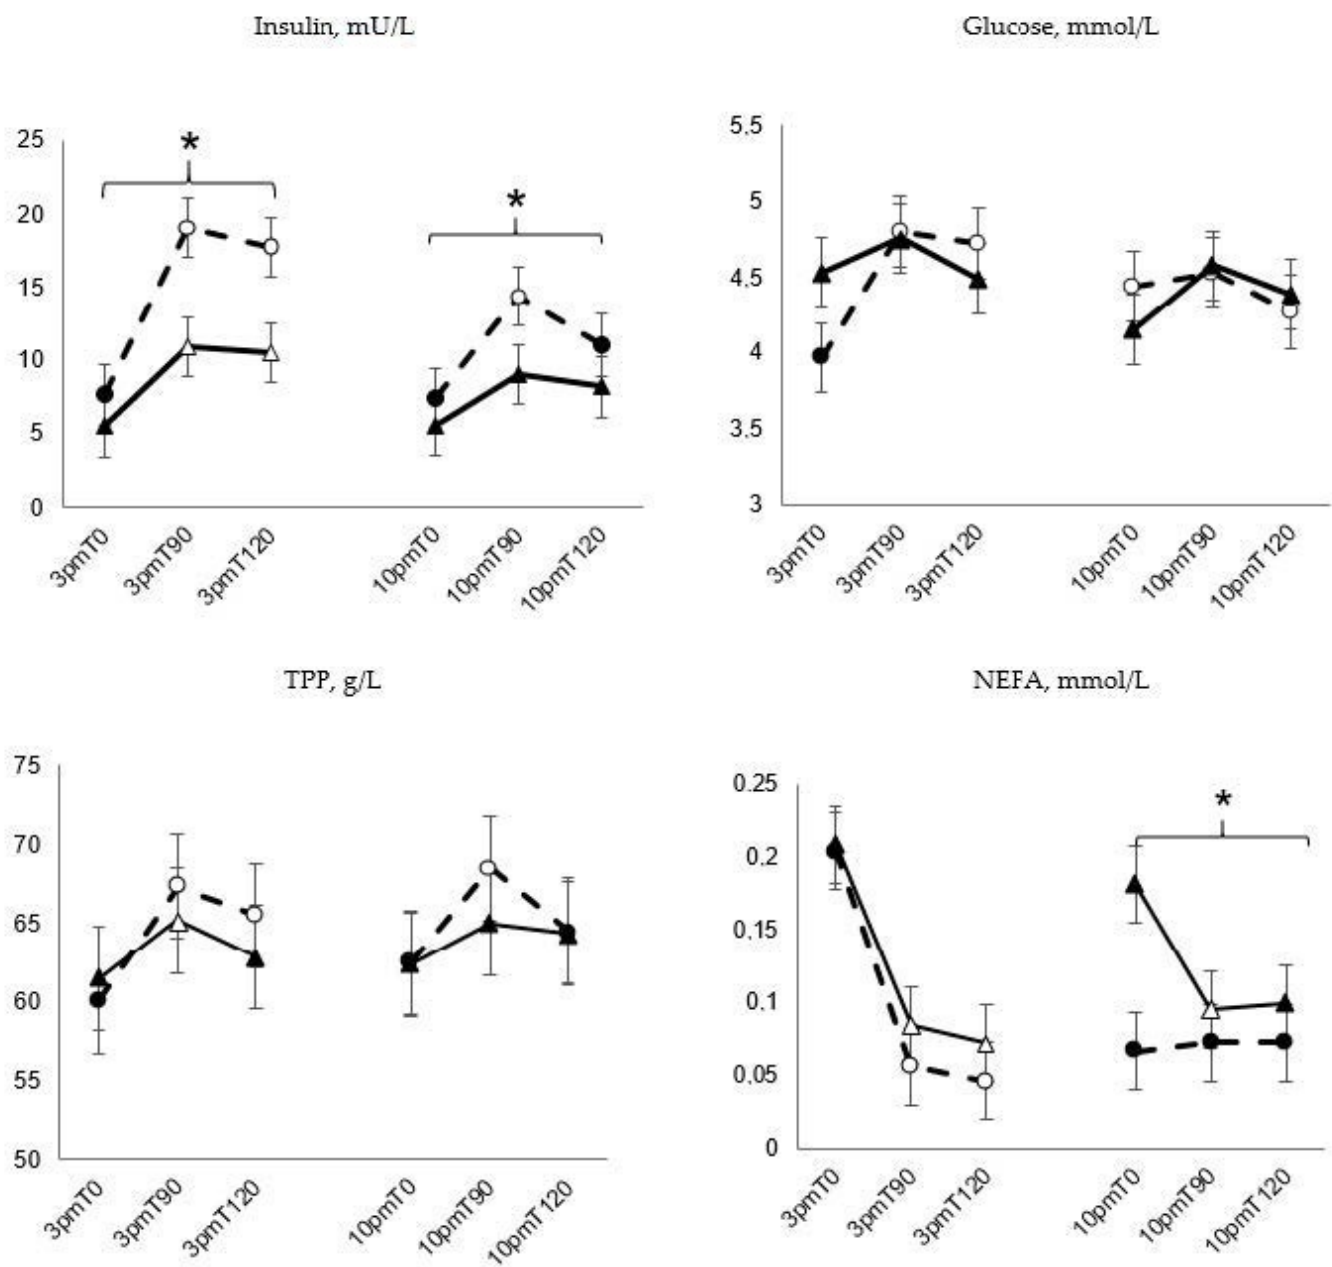 Insulin, mU/L
25
20
15
10
5
0
*
*
3pmT0
3pmT90
3pmT120
10pmT0
10pmT90
10pmT120
Glucose, mmol/L
5.5
5
4.5
4
3.5
3
3pmT0
3pmT90
3pmT120
10pmT0
10pmT90
10pmT120
TPP, g/L
75
70
65
60
55
50
3pmT0
3pmT90
3pmT120
10pmT0
10pmT90
10pmT120
NEFA, mmol/L
0.25
0.2
0.15
0.1
0.05
0
*
3pmT0
3pmT90
3pmT120
10pmT0
10pmT90
10pmT120